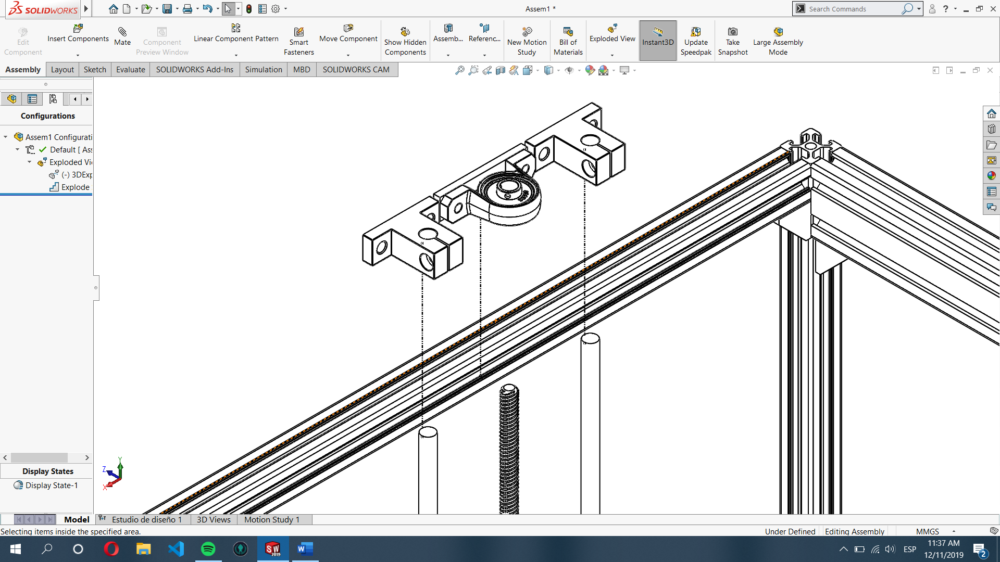 SOLIDWORKS
Assem1 *
Search Commands
?
Edit Component
Insert Components
Mate
Component Preview Window
Linear Component Pattern
Smart Fasteners
Move Component
Show Hidden Components
Assemb...
Referenc...
New Motion Study
Bill of Materials
Exploded View
Instant3D
Update Speedpak
Take Snapshot
Large Assembly Mode
Assembly
Layout
Sketch
Evaluate
SOLIDWORKS Add-Ins
Simulation
MBD
SOLIDWORKS CAM
Configurations
Assem1 Configurati
Default [ Ass
Exploded Vi
(-) 3DExp
Explode
Display States
Display State-1
Y
Z
X
Model
Estudio de diseño 1
3D Views
Motion Study 1
Selecting items inside the specified area.
Under Defined
Editing Assembly
MMGS
SW
2019
W
ESP
11:37 AM
12/11/2019
2